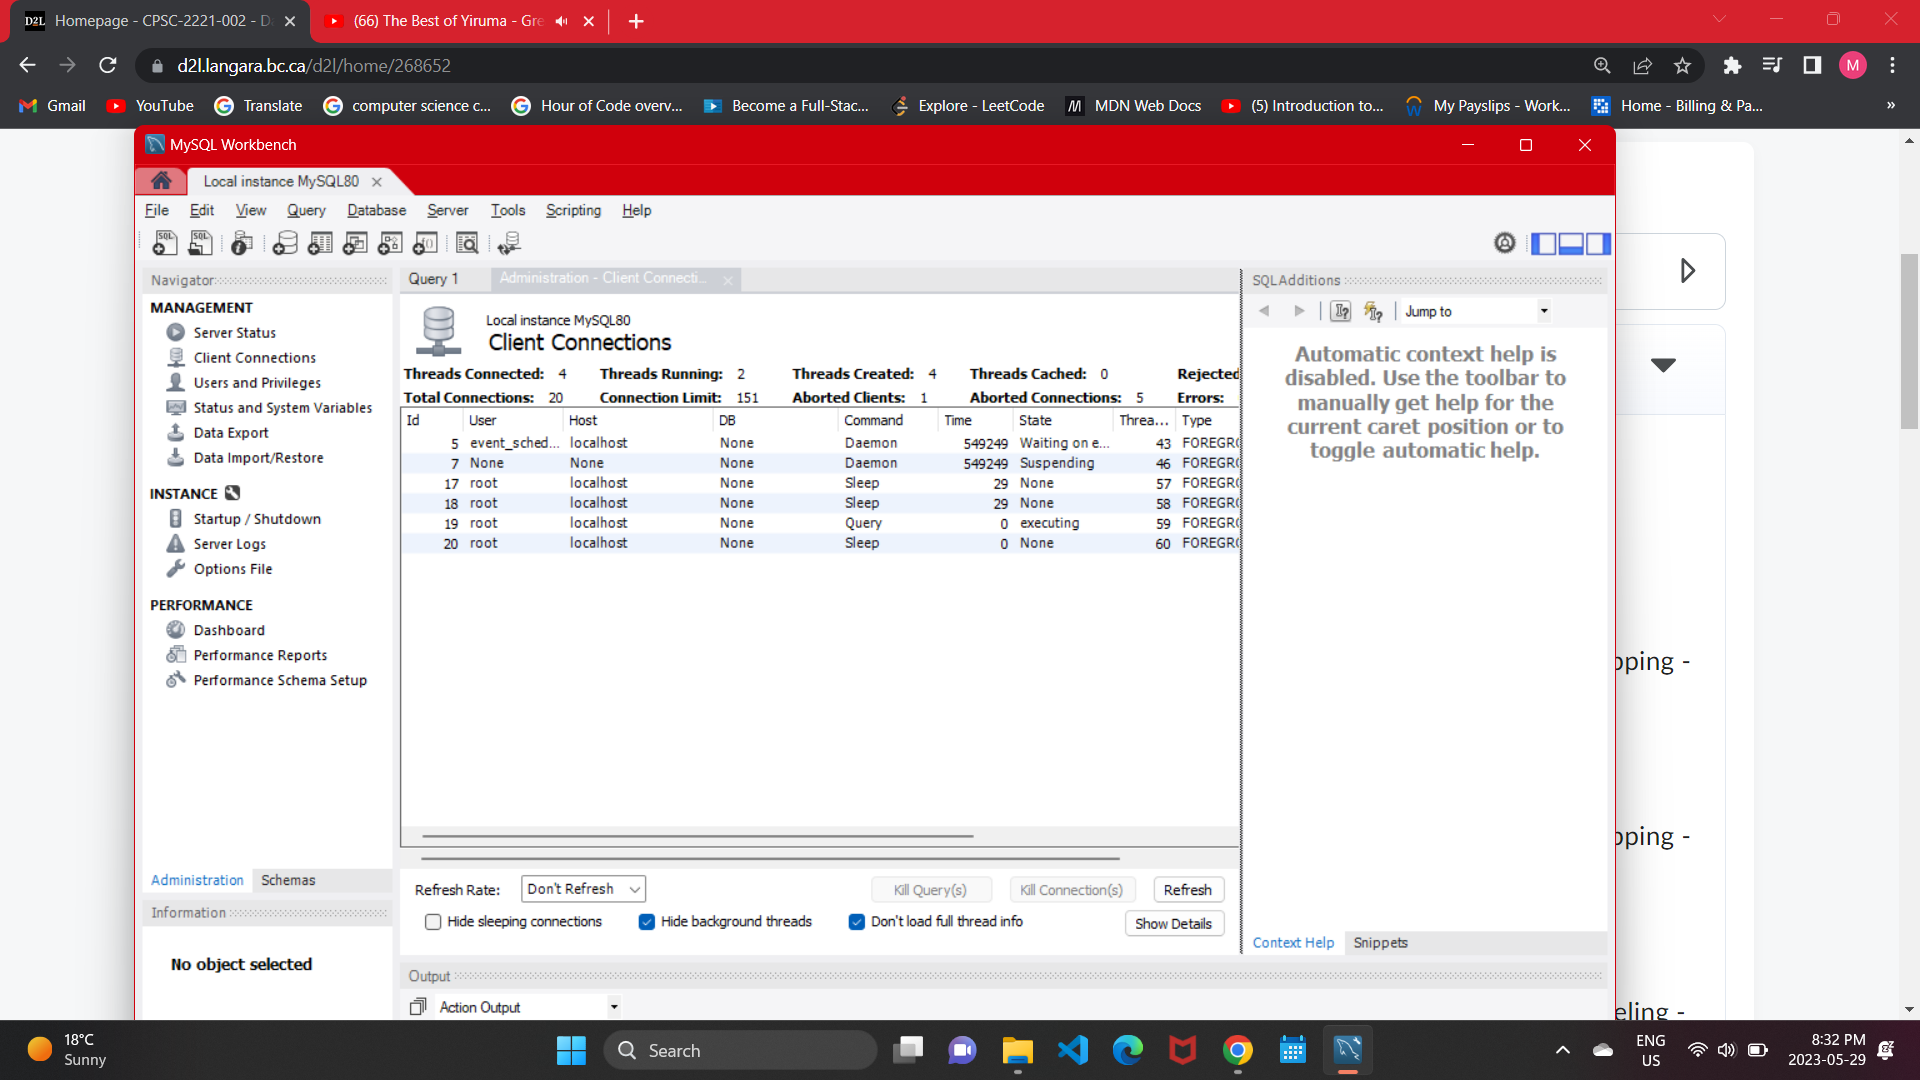 D2L Homepage - CPSC-2221-002 - D
(66) The Best of Yiruma - Gre
d2l.langara.bc.ca/d2l/home/268652
M
Gmail
YouTube
Translate
computer science c...
Hour of Code overv...
Become a Full-Stac...
Explore - LeetCode
MDN Web Docs
(5) Introduction to...
My Payslips - Work...
Home - Billing & Pa...
»
MySQL Workbench
Local instance MySQL80
File Edit View Query Database Server Tools Scripting Help
Navigator
MANAGEMENT
Server Status
Client Connections
Users and Privileges
Status and System Variables
Data Export
Data Import/Restore
INSTANCE
Startup / Shutdown
Server Logs
Options File
PERFORMANCE
Dashboard
Performance Reports
Performance Schema Setup
Administration Schemas
Information
No object selected
Query 1 Administration - Client Connecti...
Local instance MySQL80
Client Connections
Threads Connected: 4 Threads Running: 2 Threads Created: 4 Threads Cached: 0 Rejected
Total Connections: 20 Connection Limit: 151 Aborted Clients: 1 Aborted Connections: 5 Errors:
Id User Host DB Command Time State Threa... Type
5 event_sched... localhost None Daemon 549249 Waiting on e... 43 FOREGRO
7 None None None Daemon 549249 Suspending 46 FOREGRO
17 root localhost None Sleep 29 None 57 FOREGRO
18 root localhost None Sleep 29 None 58 FOREGRO
19 root localhost None Query 0 executing 59 FOREGRO
20 root localhost None Sleep 0 None 60 FOREGRO
Refresh Rate: Don't Refresh Kill Query(s) Kill Connection(s) Refresh
Hide sleeping connections Hide background threads Don't load full thread info Show Details
Output
Action Output
SQLAdditions
Jump to
Automatic context help is
disabled. Use the toolbar to
manually get help for the
current caret position or to
toggle automatic help.
Context Help Snippets
pping -
pping -
eling -
18°C
Sunny
Search
ENG
US
8:32 PM
2023-05-29